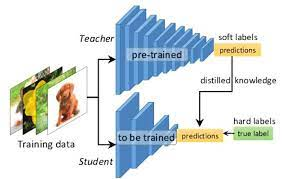 Teacher
soft labels
pre-trained
predictions
distilled knowledge
hard labels
to be trained
predictions
true label
Training data
Student